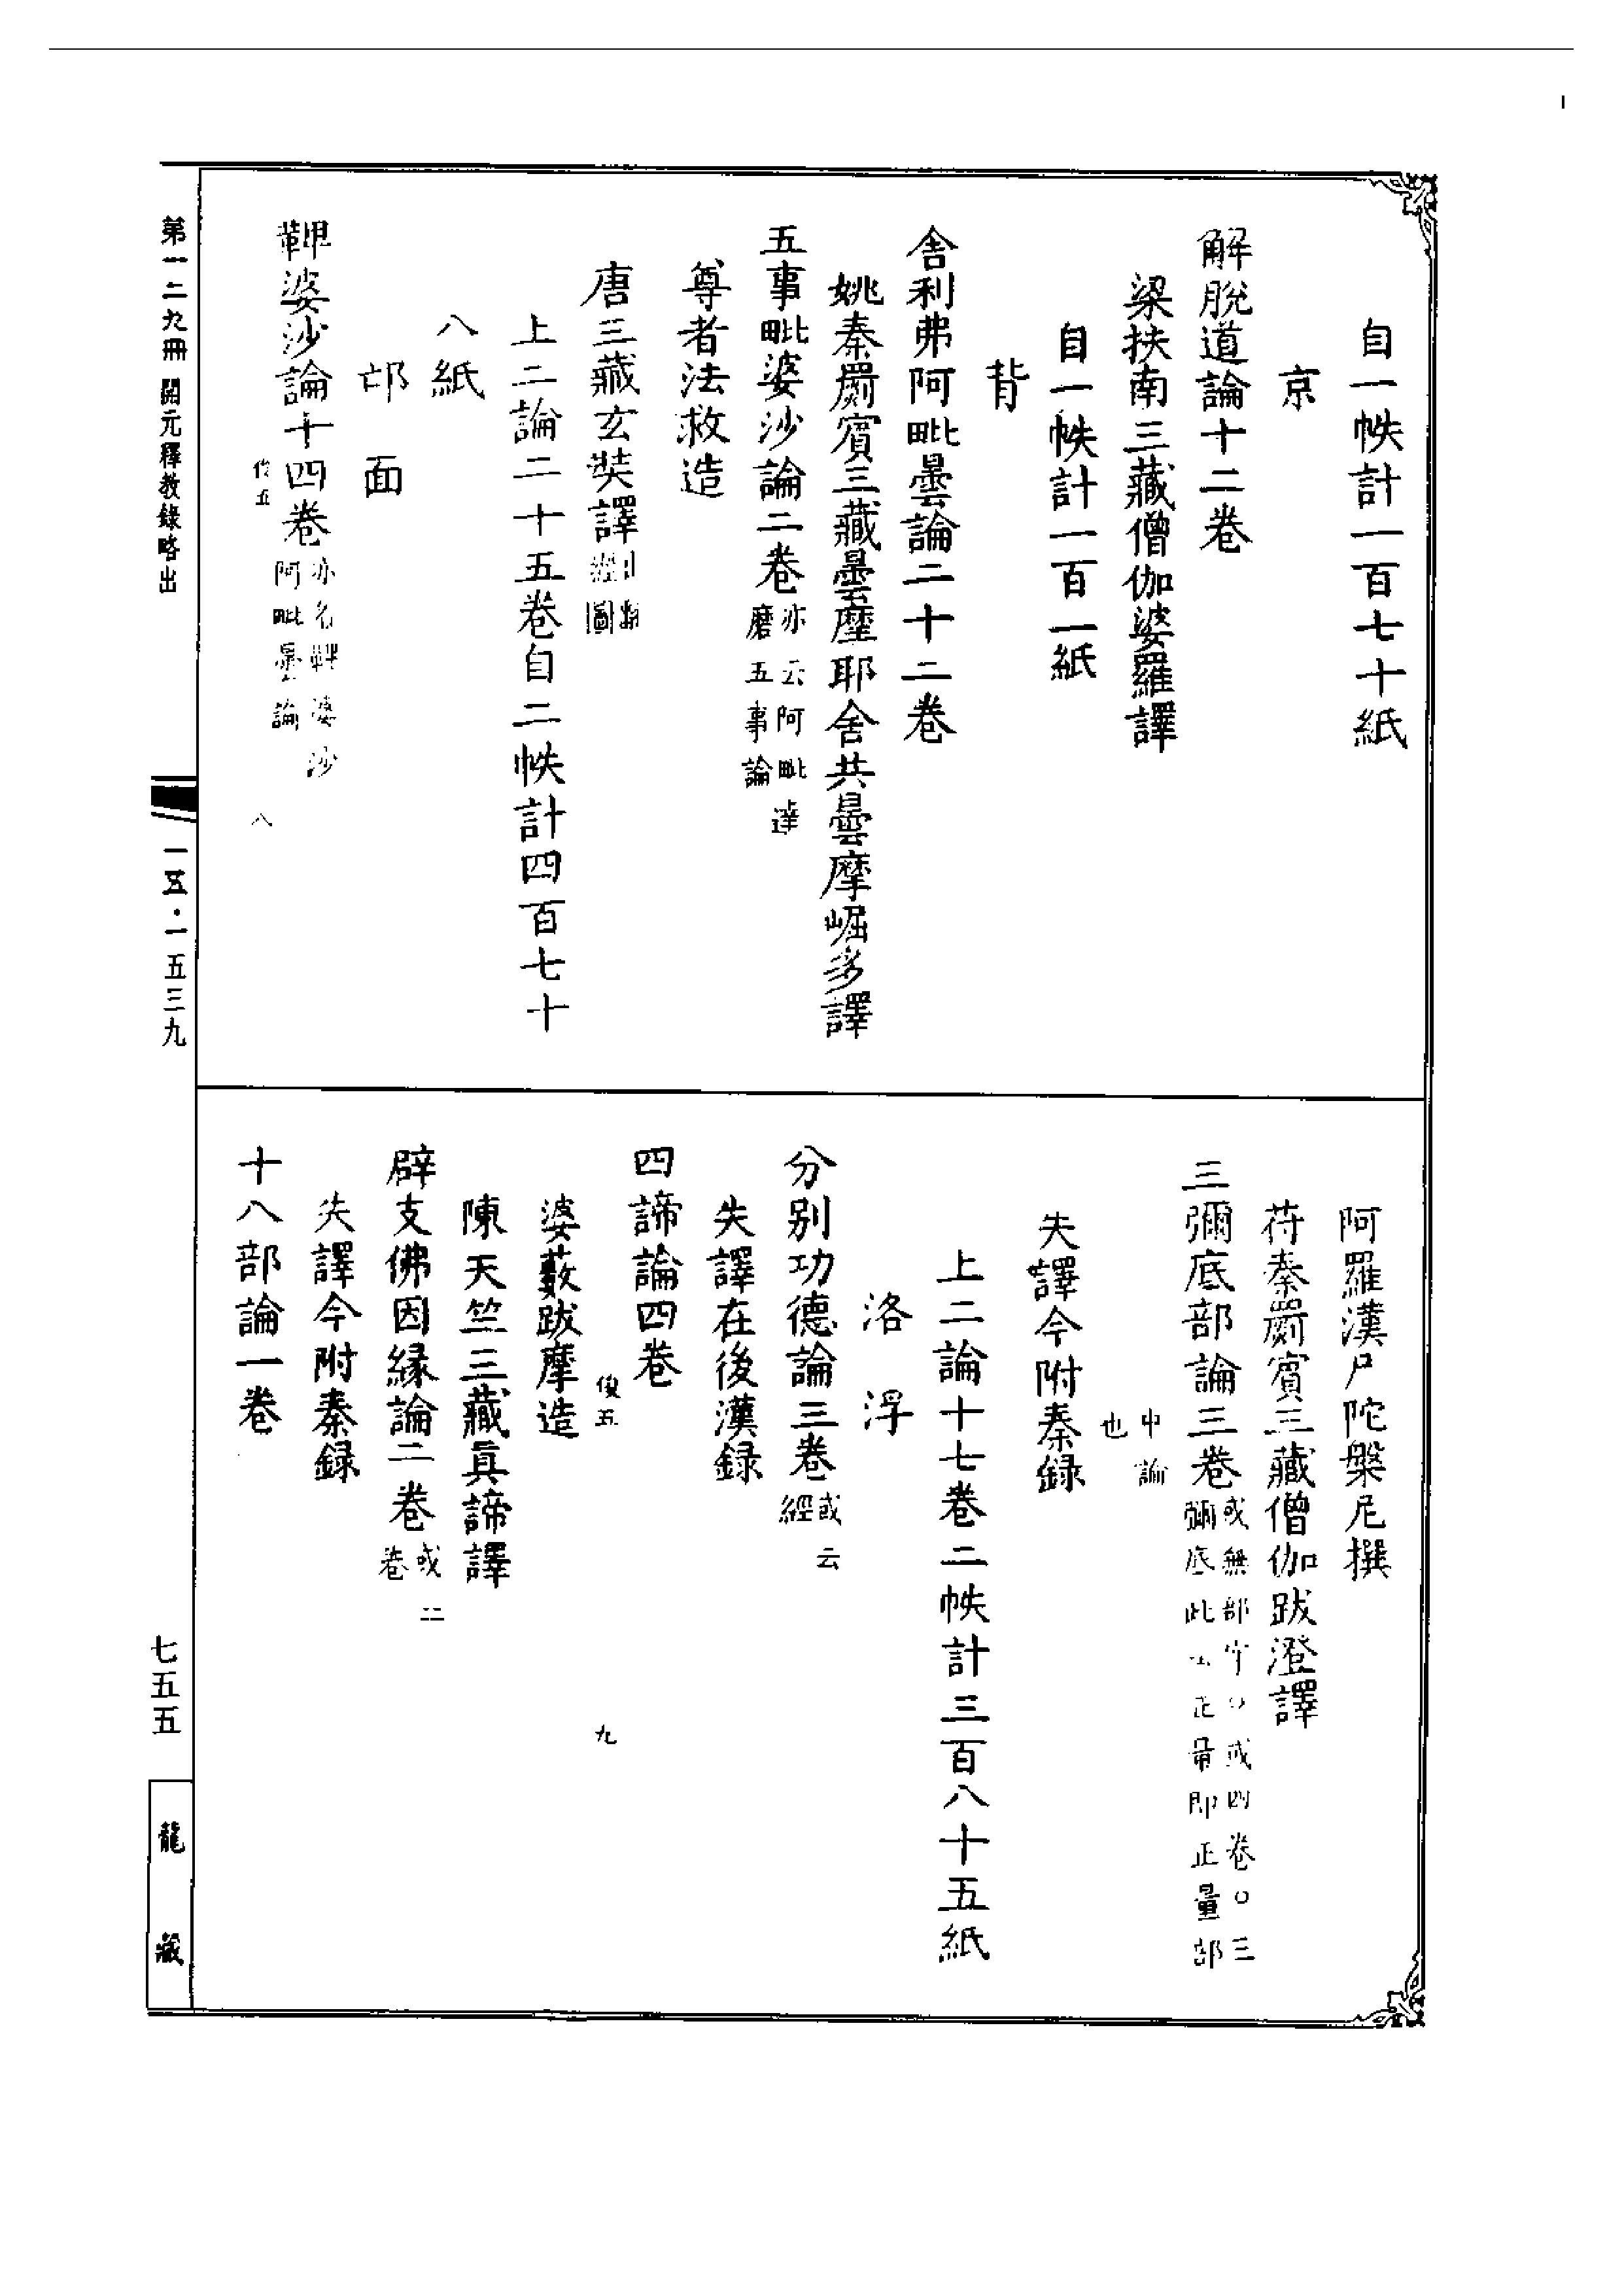 自一帙計一百七十紙
京
解脫道論十二卷
梁扶南三藏僧伽婆羅譯
自一帙計一百一紙
背
舍利弗阿毗曇論二十二卷
姚秦罽賓三藏曇摩耶舍共曇摩崛多譯
五事毗婆沙論二卷亦云阿毗達
磨五事論
尊者法救造
唐三藏玄奘譯
上二論二十五卷自二帙計四百七十
八紙
邙面
鞞婆沙論十四卷亦名鞞婆沙
阿毗曇論
俊五 八
阿羅漢尸陀槃尼撰
苻秦罽賓三藏僧伽跋澄譯
三彌底部論三卷或無部字○或四卷○三
彌底此云正量即正量部
中論
也
失譯今附秦録
上二論十七卷二帙計三百八十五紙
洛浮
分别功德論三卷或云
經
失譯在後漢録
四諦論四卷
俊五 九
婆藪跋摩造
陳天竺三藏眞諦譯
辟支佛因縁論二卷或二
卷
失譯今附秦録
十八部論一卷
第一二九冊 開元釋教錄略出
一五·一五三九
七五五
龍藏